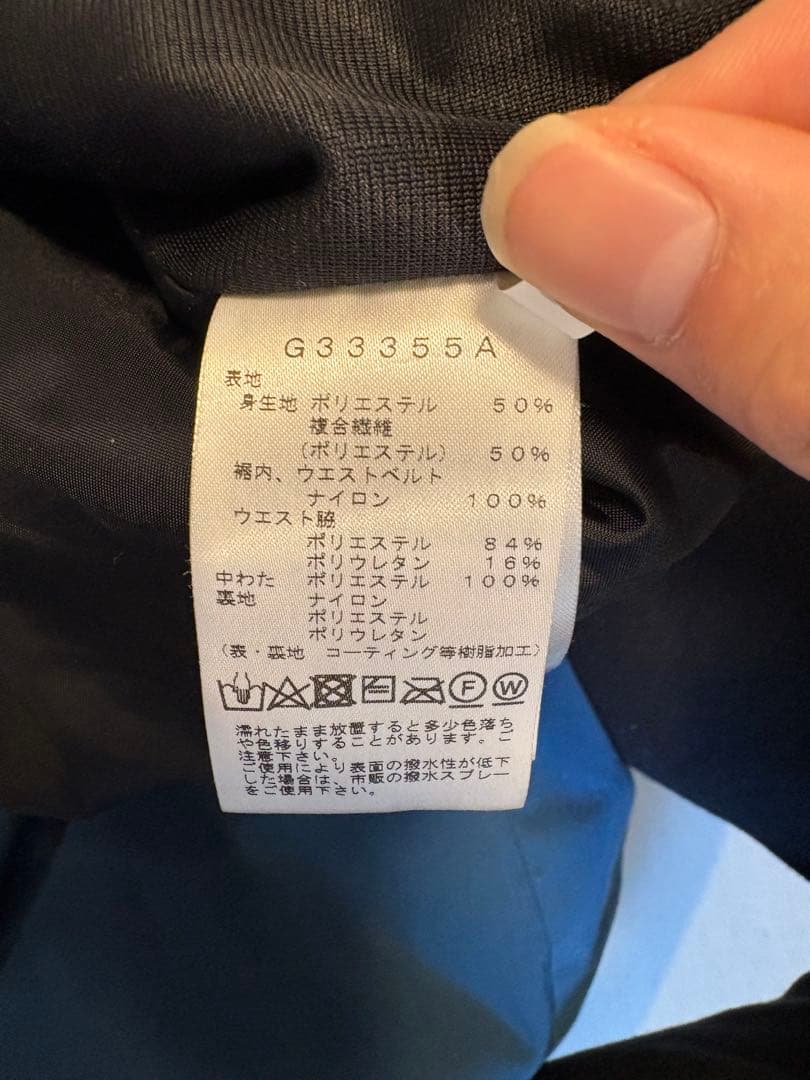 G33355A
表地
身生地 ポリエステル 50%
複合繊維
(ポリエステル) 50%
裾内、ウエストベルト
ナイロン 100%
ウエスト脇
ポリエステル 84%
ポリウレタン 16%
中わた ポリエステル 100%
裏地 ナイロン
ポリエステル
ポリウレタン
(表・裏地 コーティング等樹脂加工)
F W
濡れたまま放置すると多少色落ち
や色移りすることがあります。ご
注意下さい。
ご使用により表面の撥水性が低下
した場合は、市販の撥水スプレー
をご使用下さい。